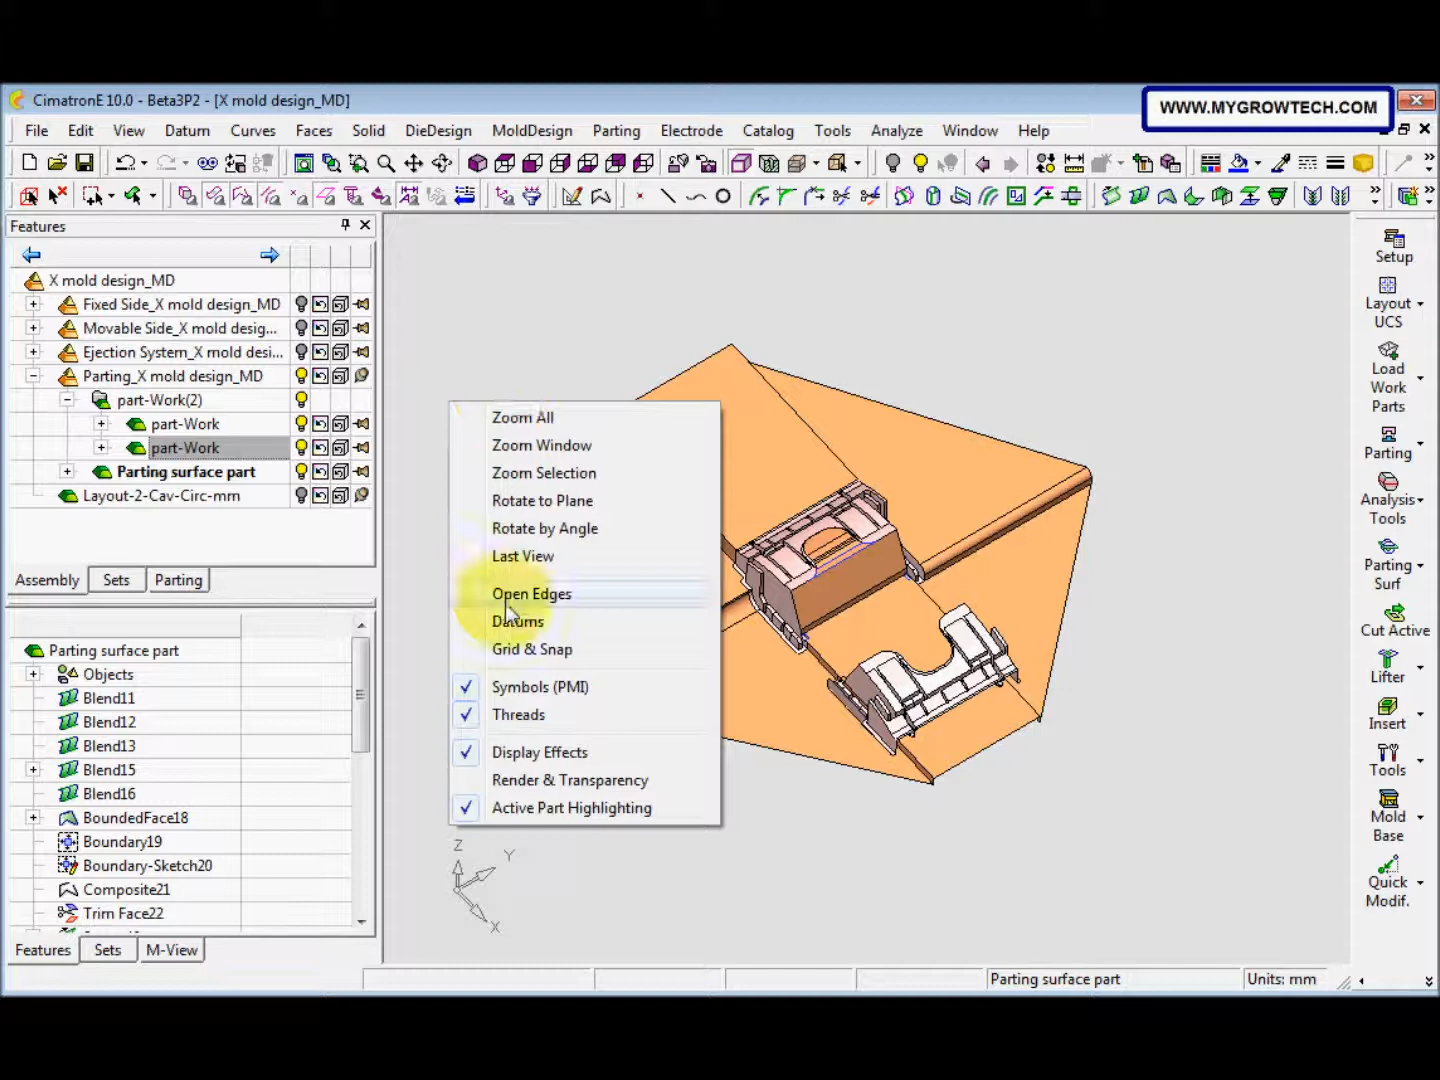 CimatronE 10.0 - Beta3P2 - [X mold design_MD]
WWW.MYGROWTECH.COM
File Edit View Datum Curves Faces Solid DieDesign MoldDesign Parting Electrode Catalog Tools Analyze Window Help
Features
X mold design_MD
Fixed Side_X mold design_MD
Movable Side_X mold desig...
Ejection System_X mold desi...
Parting_X mold design_MD
part-Work(2)
part-Work
part-Work
Parting surface part
Layout-2-Cav-Circ-mm
Assembly Sets Parting
Parting surface part
Objects
Blend11
Blend12
Blend13
Blend15
Blend16
BoundedFace18
Boundary19
Boundary-Sketch20
Composite21
Trim Face22
Features Sets M-View
Zoom All
Zoom Window
Zoom Selection
Rotate to Plane
Rotate by Angle
Last View
Open Edges
Datums
Grid & Snap
Symbols (PMI)
Threads
Display Effects
Render & Transparency
Active Part Highlighting
Z
Y
X
Setup
Layout
UCS
Load
Work
Parts
Parting
Analysis
Tools
Parting
Surf
Cut Active
Lifter
Insert
Tools
Mold
Base
Quick
Modif.
Parting surface part
Units: mm